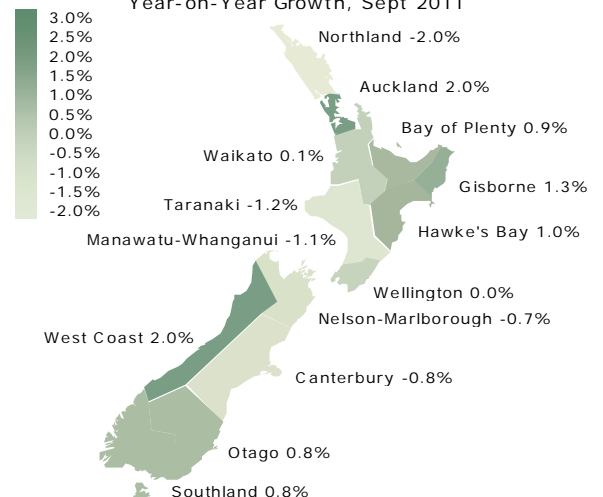 Year-on-Year Growth, Sept 2011
3.0%
2.5%
2.0%
1.5%
1.0%
0.5%
0.0%
-0.5%
-1.0%
-1.5%
-2.0%
Northland -2.0%
Auckland 2.0%
Bay of Plenty 0.9%
Waikato 0.1%
Gisborne 1.3%
Taranaki -1.2%
Hawke's Bay 1.0%
Manawatu-Whanganui -1.1%
Wellington 0.0%
Nelson-Marlborough -0.7%
West Coast 2.0%
Canterbury -0.8%
Otago 0.8%
Southland 0.8%